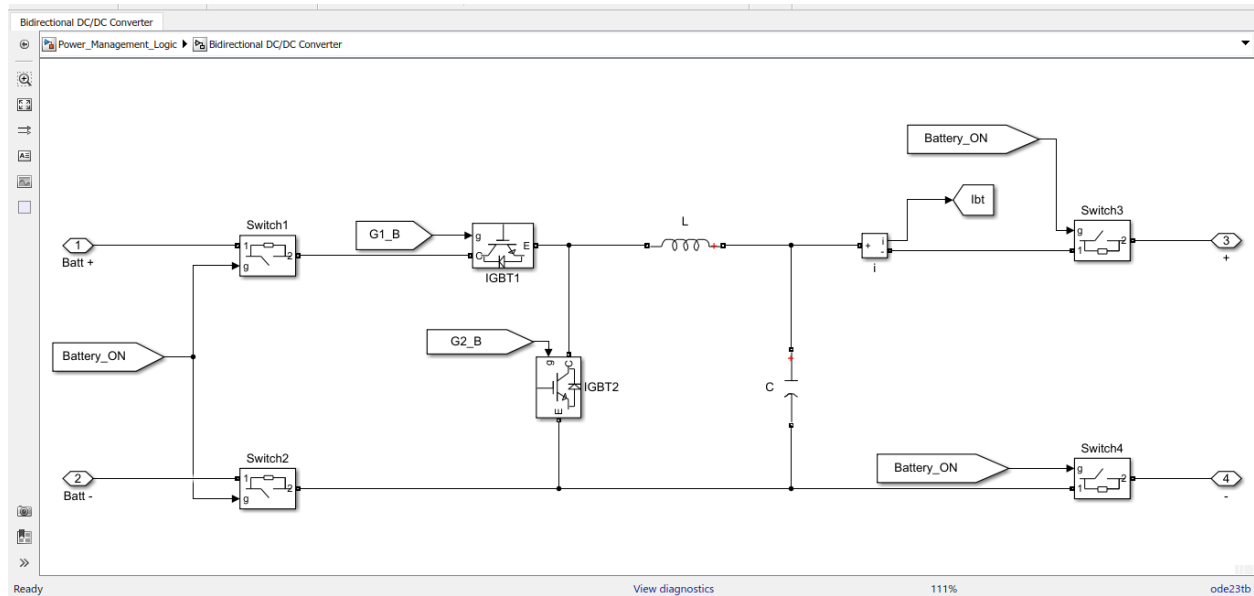 Bidirectional DC/DC Converter
Power_Management_Logic Bidirectional DC/DC Converter
Battery_ON
Ibt
L
Switch1
Switch3
G1_B
g
E
i
g
1
1
2
+
2
3
Batt +
g
C
-
1
+
IGBT1
i
G2_B
Battery_ON
g
C
+
IGBT2
C
E
Switch2
Switch4
Battery_ON
g
2
1
2
2
4
Batt -
g
1
-
Ready
View diagnostics
111%
ode23tb